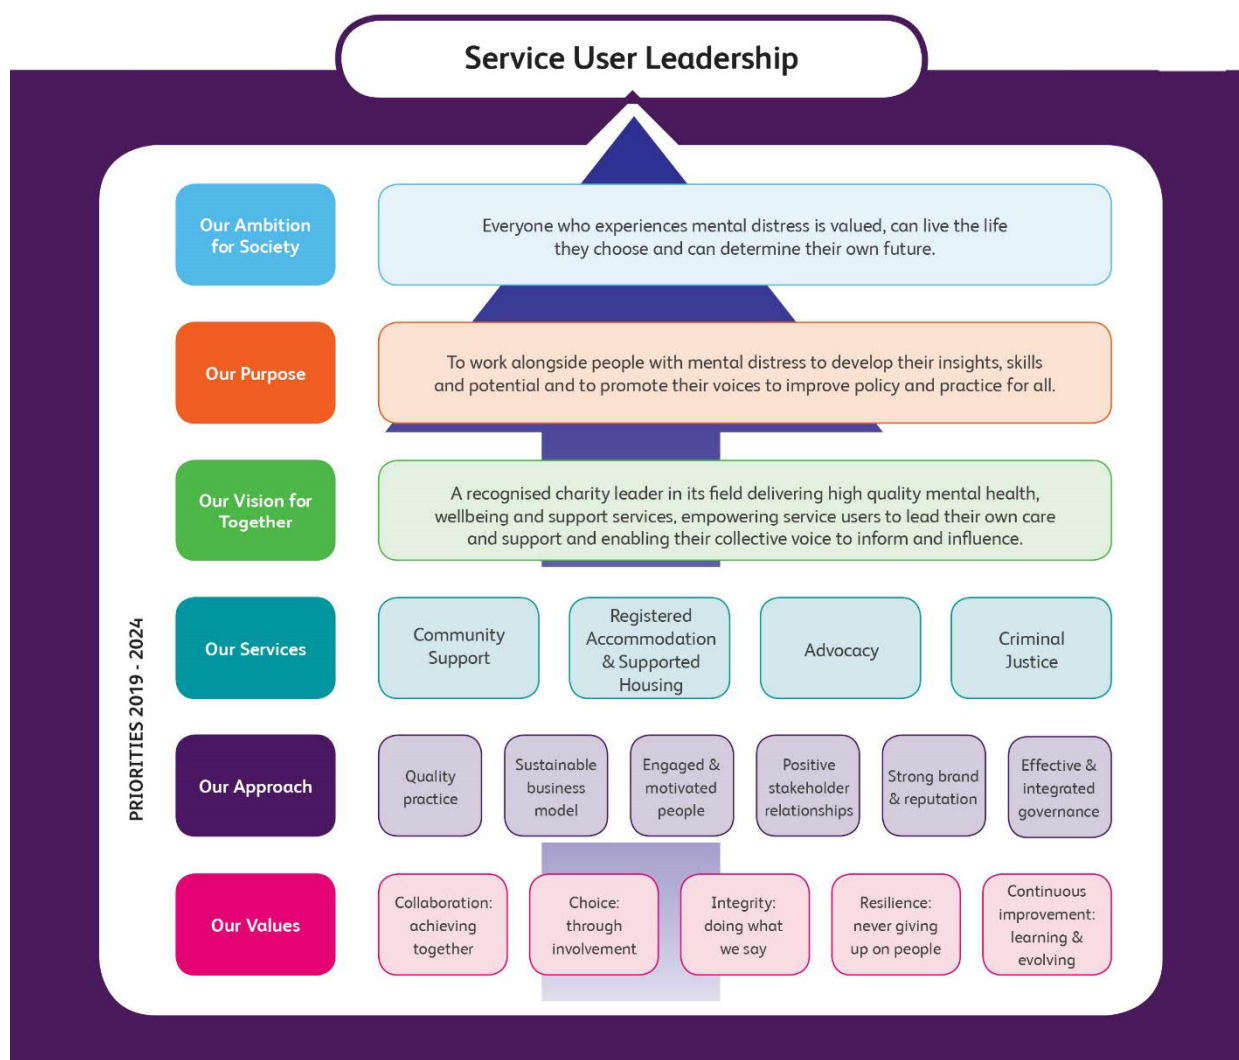 Service User Leadership
Our Ambition
for Society
Everyone who experiences mental distress is valued, can live the life
they choose and can determine their own future.
Our Purpose
To work alongside people with mental distress to develop their insights, skills
and potential and to promote their voices to improve policy and practice for all.
Our Vision for
Together
A recognised charity leader in its field delivering high quality mental health,
wellbeing and support services, empowering service users to lead their own care
and support and enabling their collective voice to inform and influence.
PRIORITIES 2019 - 2024
Our Services
Community
Support
Registered
Accommodation
& Supported
Housing
Advocacy
Criminal
Justice
Our Approach
Quality
practice
Sustainable
business
model
Engaged &
motivated
people
Positive
stakeholder
relationships
Strong brand
& reputation
Effective &
integrated
governance
Our Values
Collaboration:
achieving
together
Choice:
through
involvement
Integrity:
doing what
we say
Resilience:
never giving
up on people
Continuous
improvement:
learning &
evolving